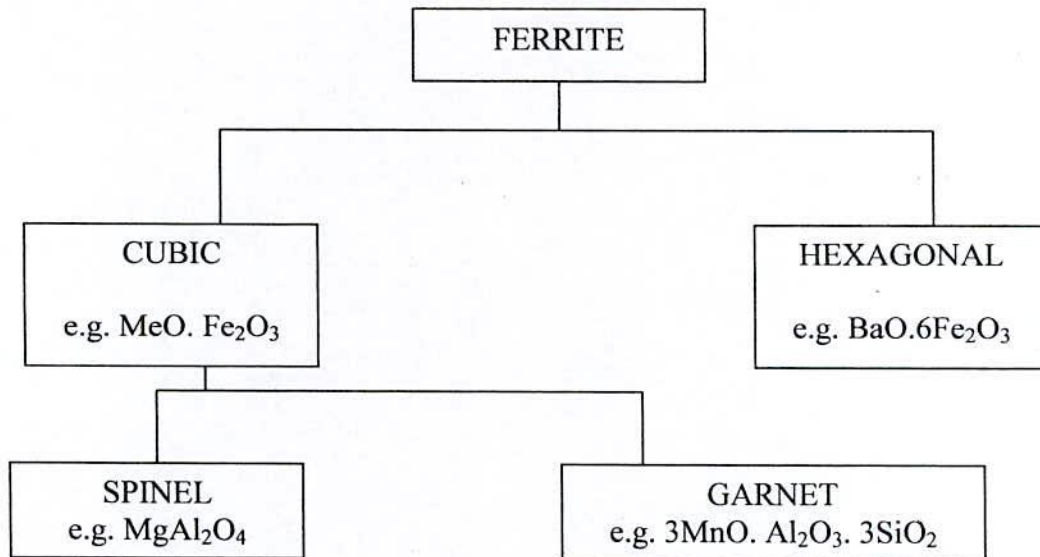 FERRITE
CUBIC
e.g. MeO. Fe₂O₃
HEXAGONAL
e.g. BaO.6Fe₂O₃
SPINEL
e.g. MgAl₂O₄
GARNET
e.g. 3MnO. Al₂O₃. 3SiO₂